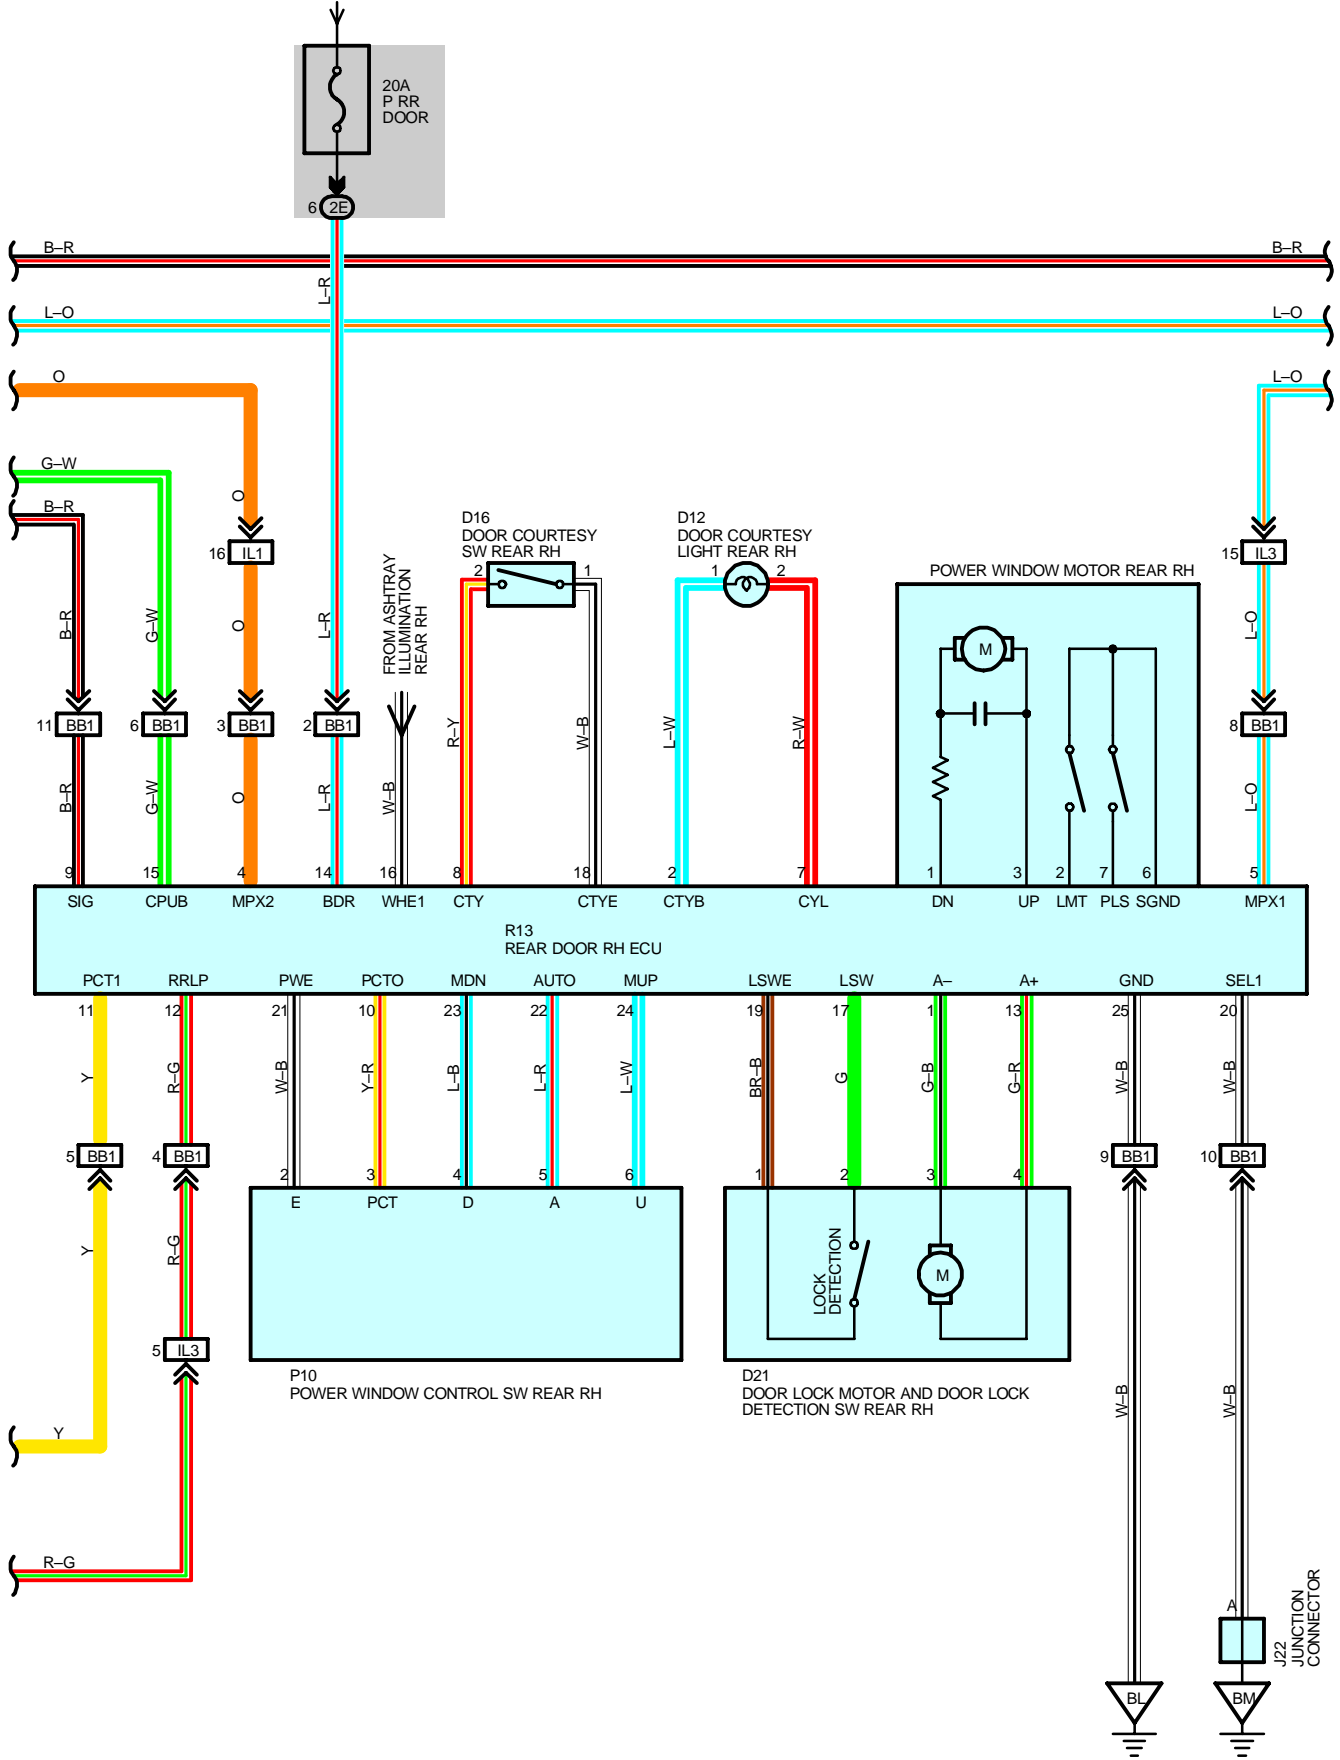 20A
P RR
DOOR
6 2E
B–R B–R
L–R
L–O L–O
O L–O
G–W
B–R
O
16 IL1
15 IL3
D16
DOOR COURTESY
SW REAR RH
2 1
D12
DOOR COURTESY
LIGHT REAR RH
1 2
POWER WINDOW MOTOR REAR RH
M
FROM ASHTRAY
ILLUMINATION
REAR RH
B–R G–W O L–R L–O
11 BB1 6 BB1 3 BB1 2 BB1 8 BB1
R–Y W–B L–W R–W
B–R G–W O L–R W–B L–O
9 15 4 14 16 8 18 2 7 1 3 2 7 6 5
SIG CPUB MPX2 BDR WHE1 CTY CTYE CTYB CYL DN UP LMT PLS SGND MPX1
R13
REAR DOOR RH ECU
PCT1 RRLP PWE PCTO MDN AUTO MUP LSWE LSW A– A+ GND SEL1
11 12 21 10 23 22 24 19 17 1 13 25 20
Y R–G W–B Y–R L–B L–R L–W BR–B G G–B G–R W–B W–B
5 BB1 4 BB1 9 BB1 10 BB1
2 3 4 5 6 1 2 3 4
E PCT D A U
Y R–G
LOCK
DETECTION
M
5 IL3
P10
POWER WINDOW CONTROL SW REAR RH
D21
DOOR LOCK MOTOR AND DOOR LOCK
DETECTION SW REAR RH
W–B W–B
Y
R–G
A
J22
JUNCTION
CONNECTOR
BL BM